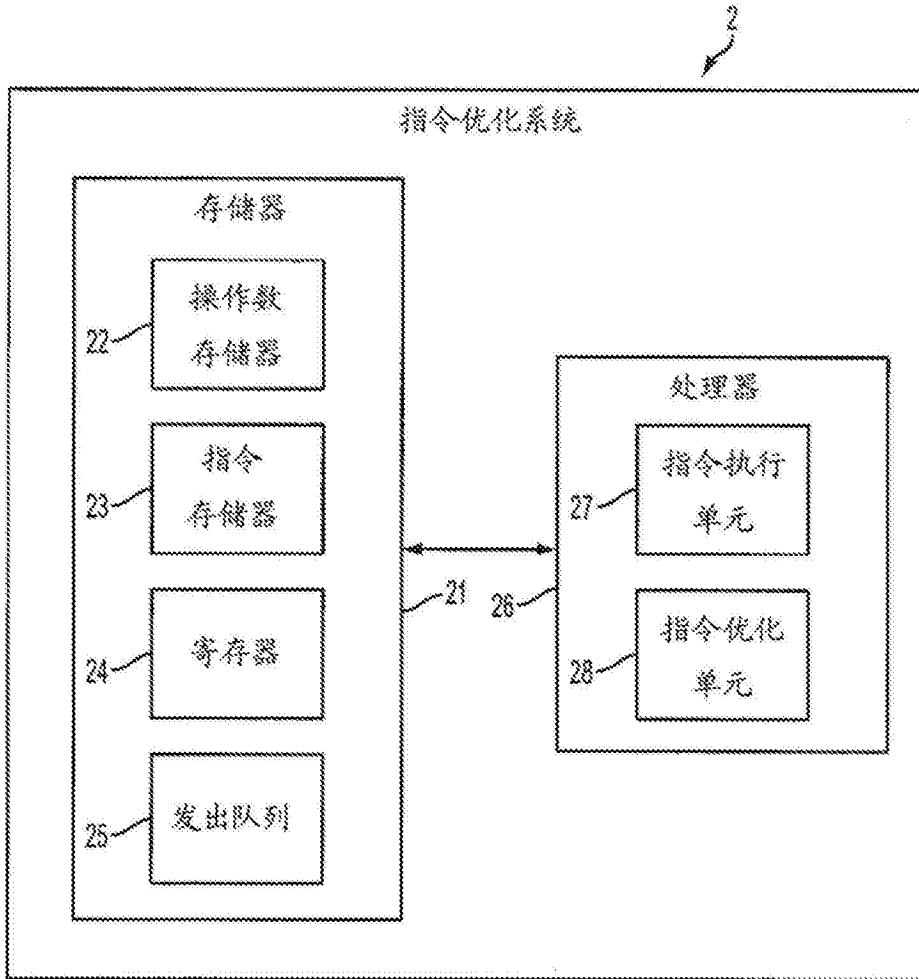 2
指令优化系统
存储器
操作数
存储器
22
指令
存储器
23
寄存器
24
发出队列
25
21
处理器
26
指令执行
单元
27
指令优化
单元
28